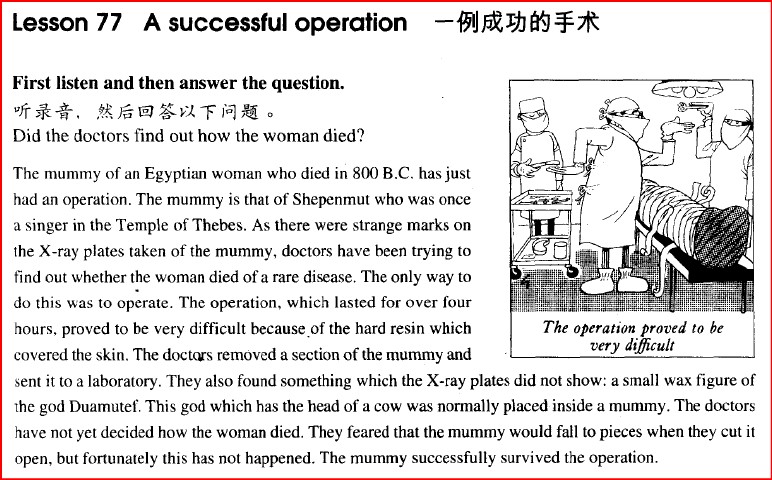 Lesson 77 A successful operation 一例成功的手术
First listen and then answer the question.
听录音，然后回答以下问题。
Did the doctors find out how the woman died?
The mummy of an Egyptian woman who died in 800 B.C. has just
had an operation. The mummy is that of Shepenmut who was once
a singer in the Temple of Thebes. As there were strange marks on
the X-ray plates taken of the mummy, doctors have been trying to
find out whether the woman died of a rare disease. The only way to
do this was to operate. The operation, which lasted for over four
hours, proved to be very difficult because of the hard resin which
covered the skin. The doctors removed a section of the mummy and
sent it to a laboratory. They also found something which the X-ray plates did not show: a small wax figure of
the god Duamutef. This god which has the head of a cow was normally placed inside a mummy. The doctors
have not yet decided how the woman died. They feared that the mummy would fall to pieces when they cut it
open, but fortunately this has not happened. The mummy successfully survived the operation.
The operation proved to be
very difficult